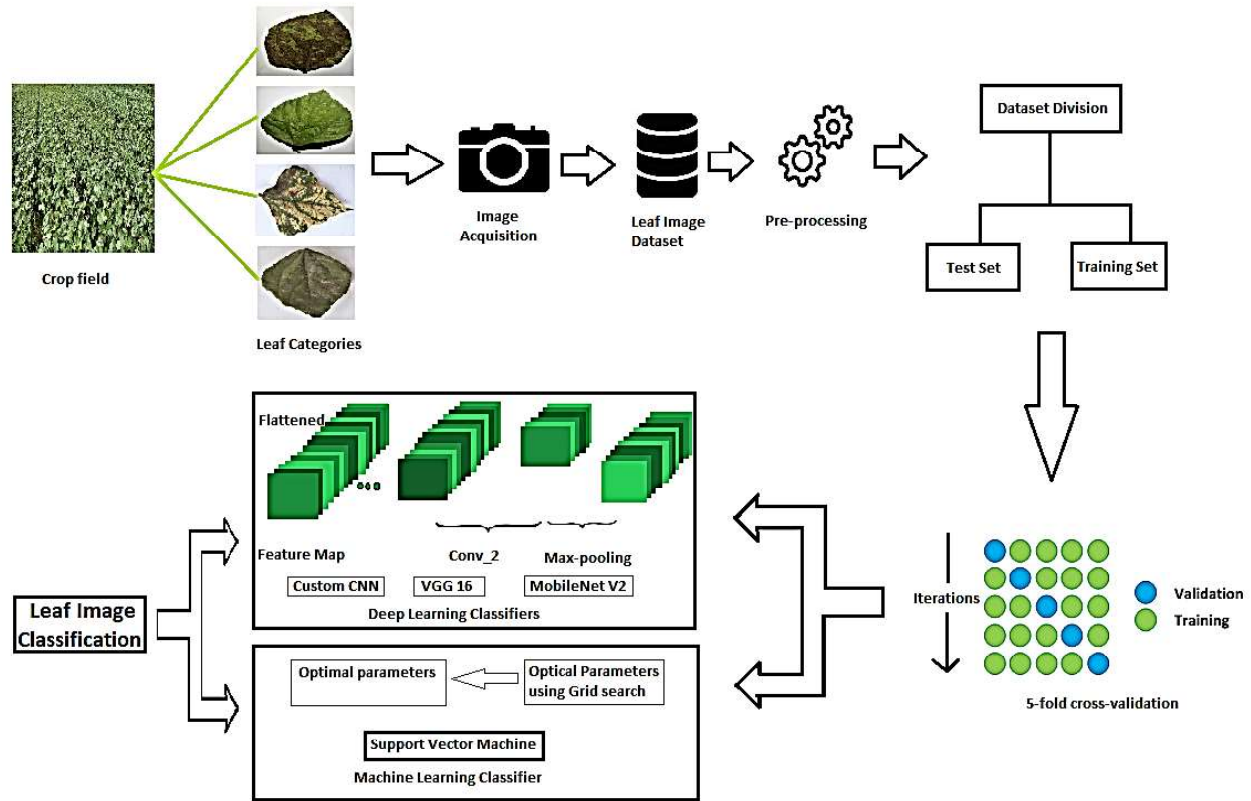 Crop field
Leaf Categories
Image
Acquisition
Leaf Image
Dataset
Pre-processing
Dataset Division
Test Set
Training Set
Iterations
Validation
Training
5-fold cross-validation
Flattened
Feature Map
Conv_2
Max-pooling
Custom CNN
VGG 16
MobileNet V2
Deep Learning Classifiers
Leaf Image
Classification
Optimal parameters
Optical Parameters
using Grid search
Support Vector Machine
Machine Learning Classifier